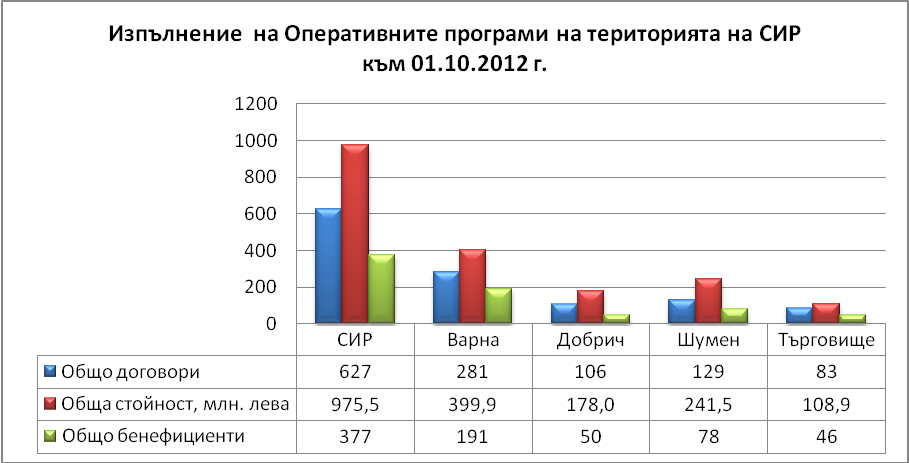 Изпълнение на Оперативните програми на територията на СИР
към 01.10.2012 г.
1200
1000
800
600
400
200
0
СИР Варна Добрич Шумен Търговище
Общо договори 627 281 106 129 83
Обща стойност, млн. лева 975,5 399,9 178,0 241,5 108,9
Общо бенефициенти 377 191 50 78 46